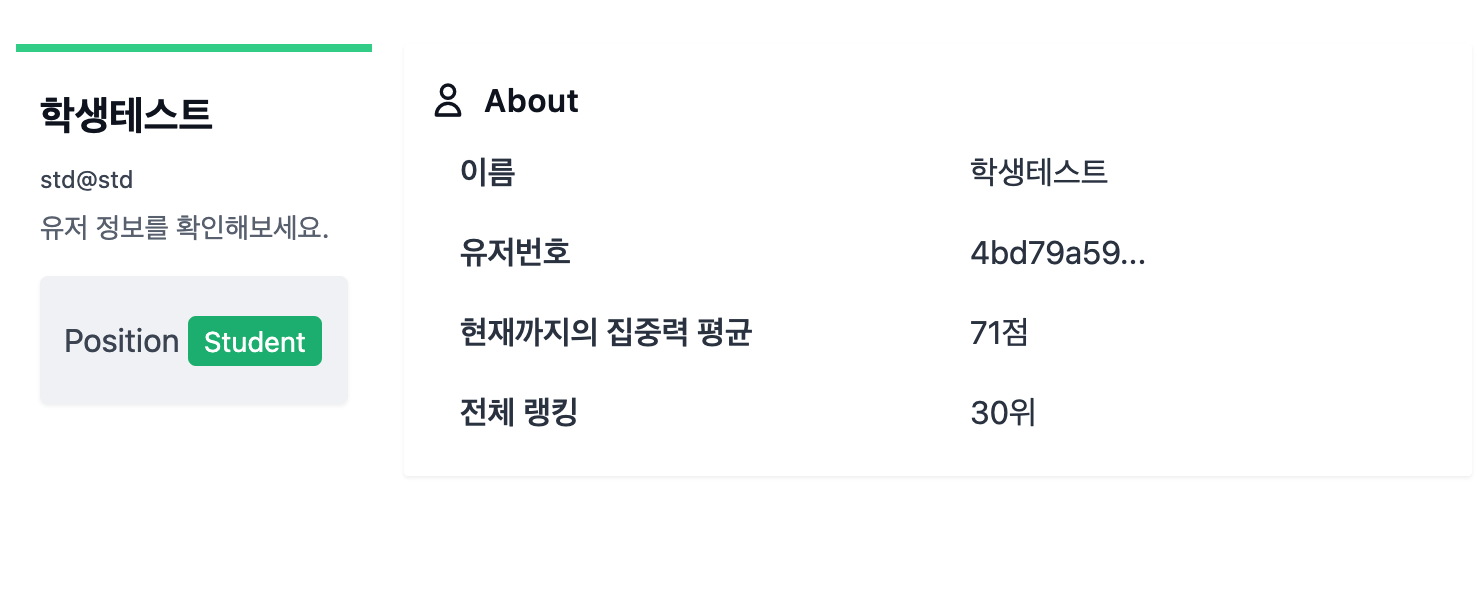 학생테스트
std@std
유저 정보를 확인해보세요.
Position Student
About
이름 학생테스트
유저번호 4bd79a59...
현재까지의 집중력 평균 71점
전체 랭킹 30위